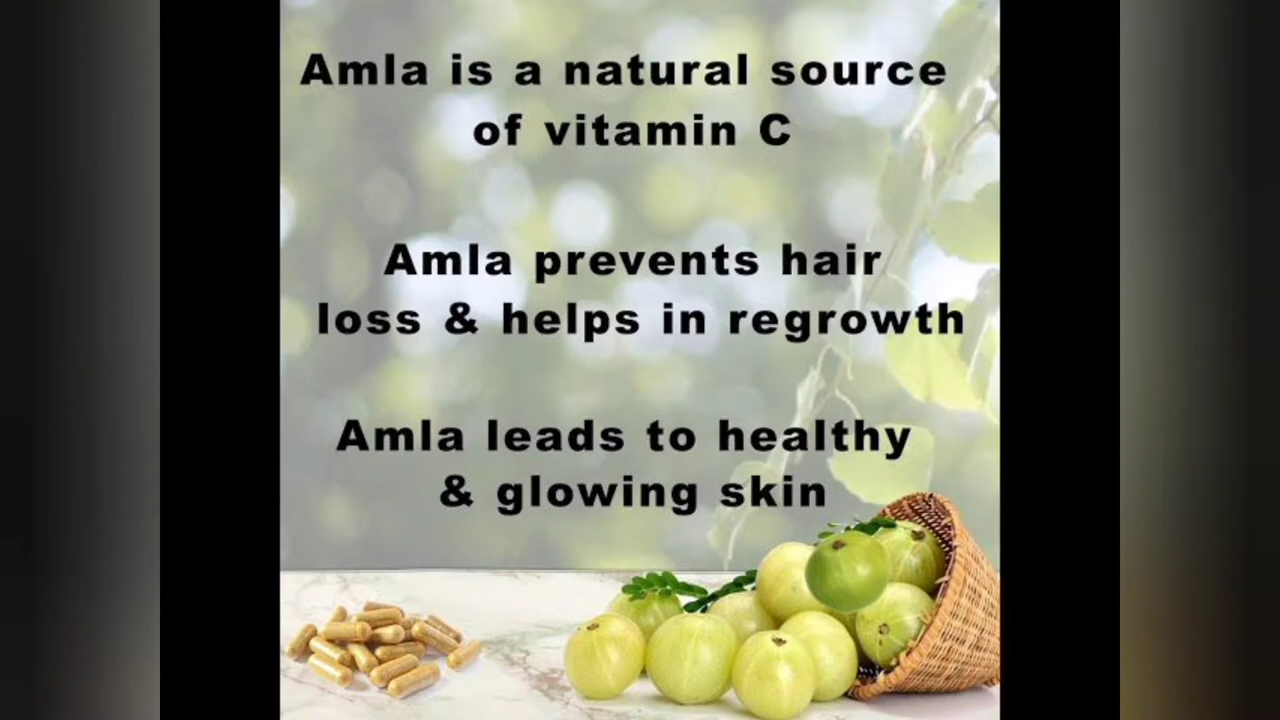 Amla is a natural source
of vitamin C
Amla prevents hair
loss & helps in regrowth
Amla leads to healthy
& glowing skin